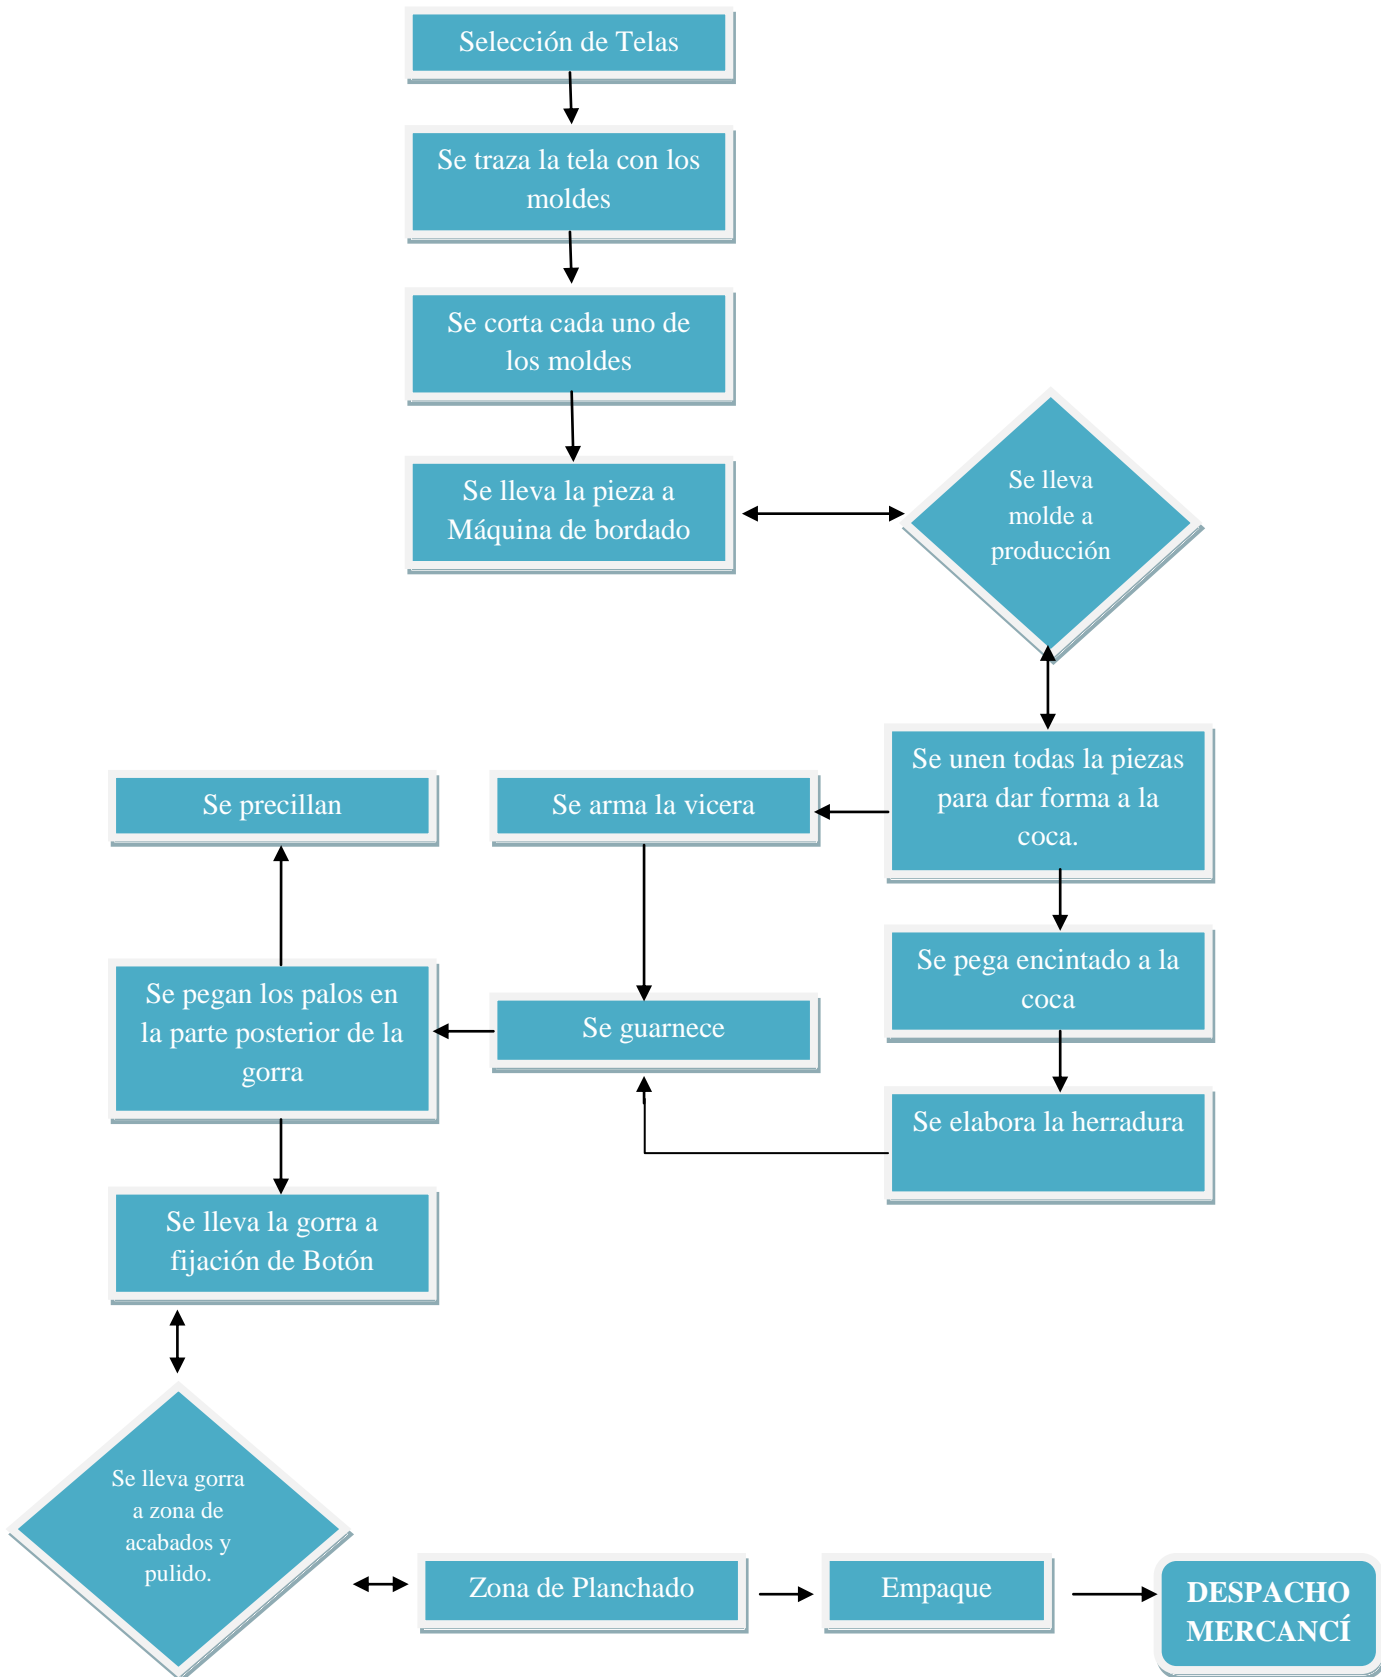 Selección de Telas
Se traza la tela con los
moldes
Se corta cada uno de
los moldes
Se lleva la pieza a
Máquina de bordado
Se lleva
molde a
producción
Se unen todas la piezas
para dar forma a la
coca.
Se arma la vicera
Se precillan
Se pega encintado a la
coca
Se pegan los palos en
la parte posterior de la
gorra
Se guarnece
Se elabora la herradura
Se lleva la gorra a
fijación de Botón
Se lleva gorra
a zona de
acabados y
pulido.
Zona de Planchado
Empaque
DESPACHO
MERCANCÍ